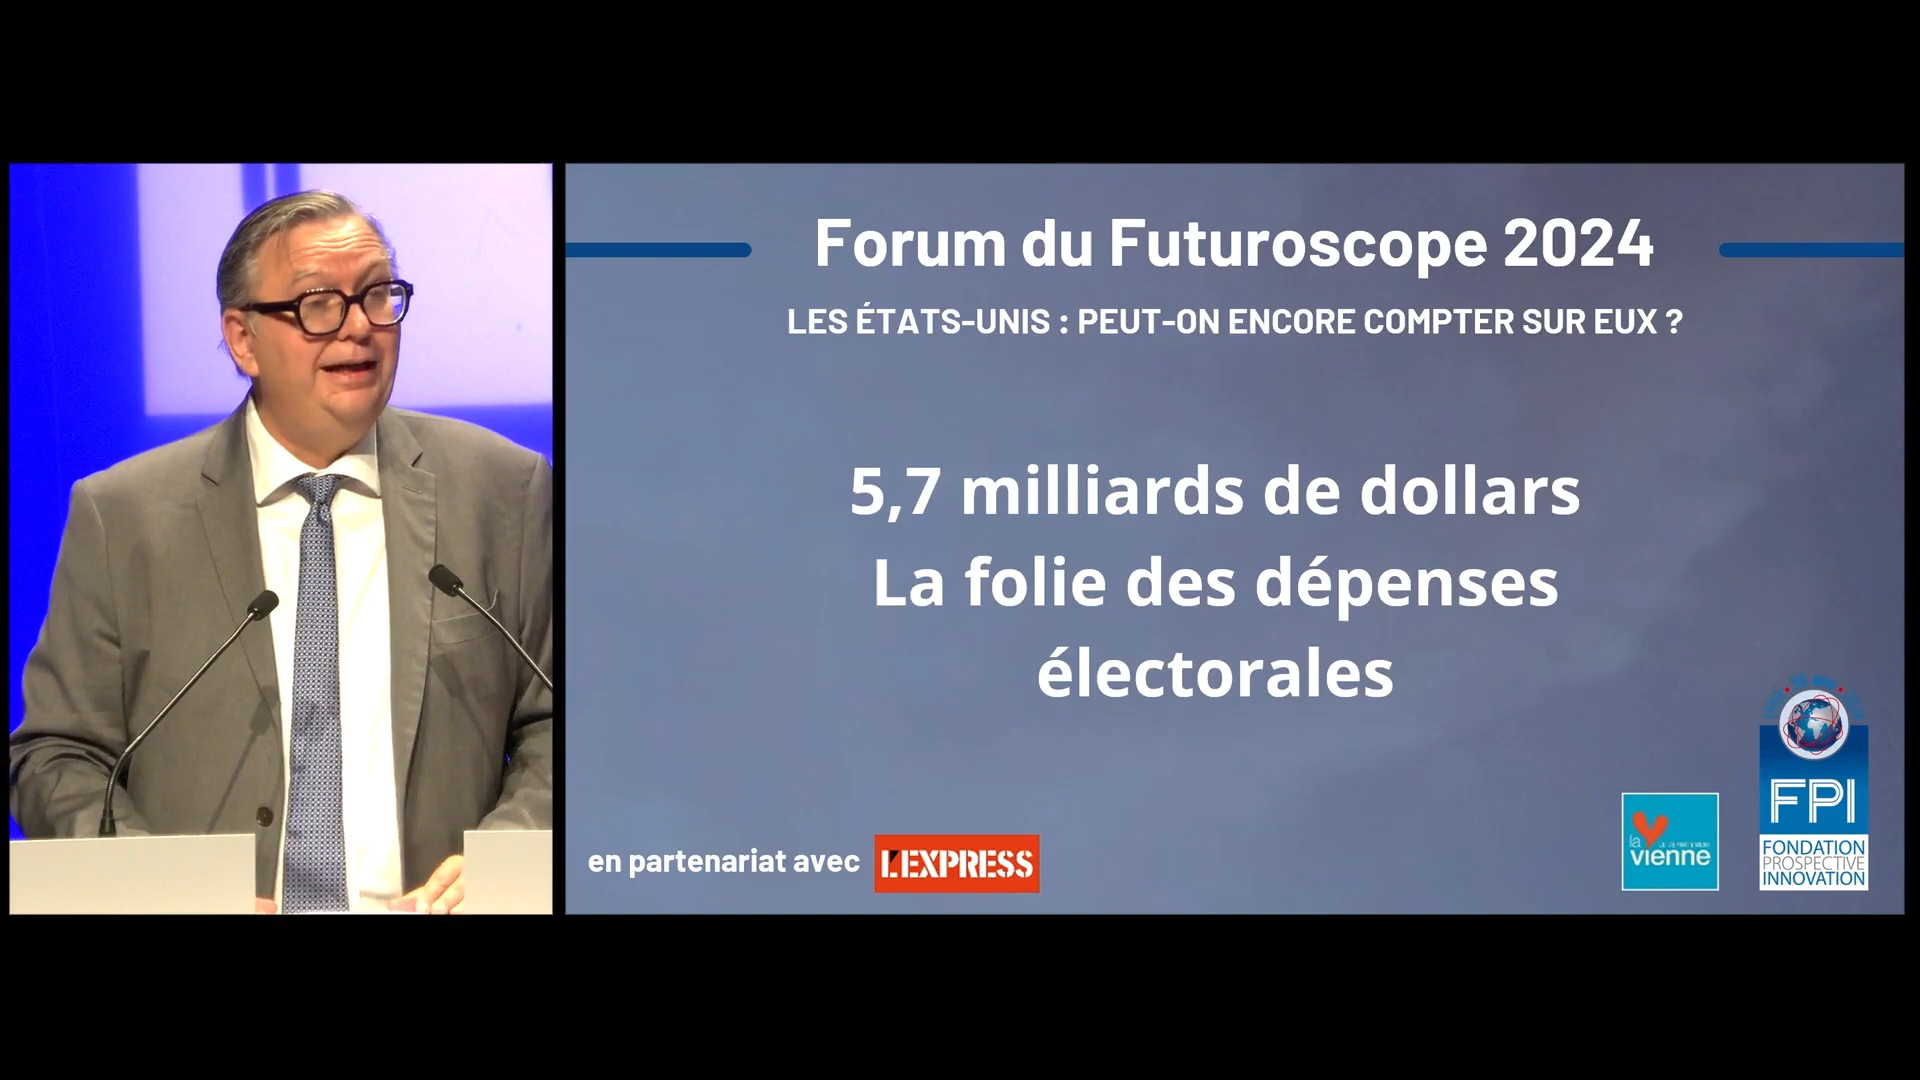 Forum du Futuroscope 2024
LES ÉTATS-UNIS : PEUT-ON ENCORE COMPTER SUR EUX ?
5,7 milliards de dollars
La folie des dépenses
électorales
en partenariat avec
L'EXPRESS
la
vienne
FPI
FONDATION
PROSPECTIVE
INNOVATION